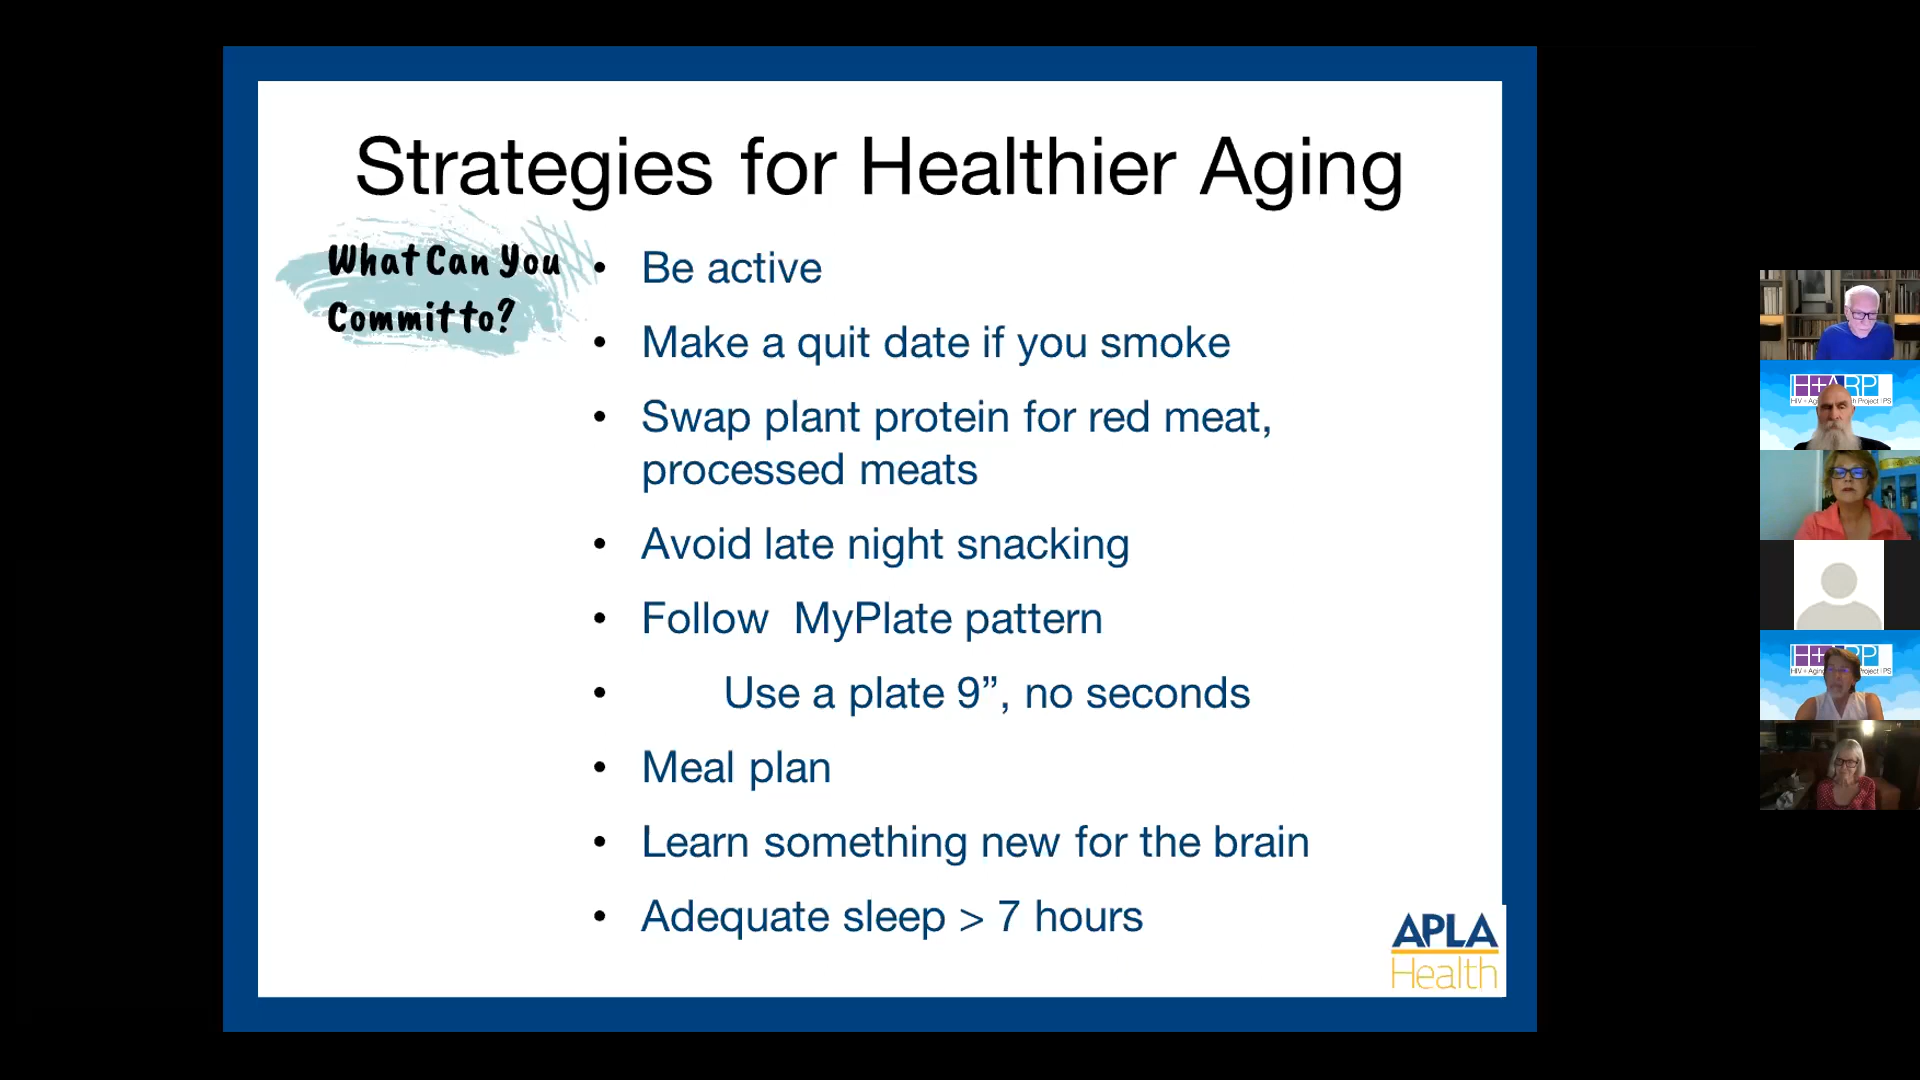 Strategies for Healthier Aging
What Can You
Commit to?
• Be active
• Make a quit date if you smoke
• Swap plant protein for red meat,
processed meats
• Avoid late night snacking
• Follow  MyPlate pattern
• Use a plate 9”, no seconds
• Meal plan
• Learn something new for the brain
• Adequate sleep > 7 hours
APLA
Health